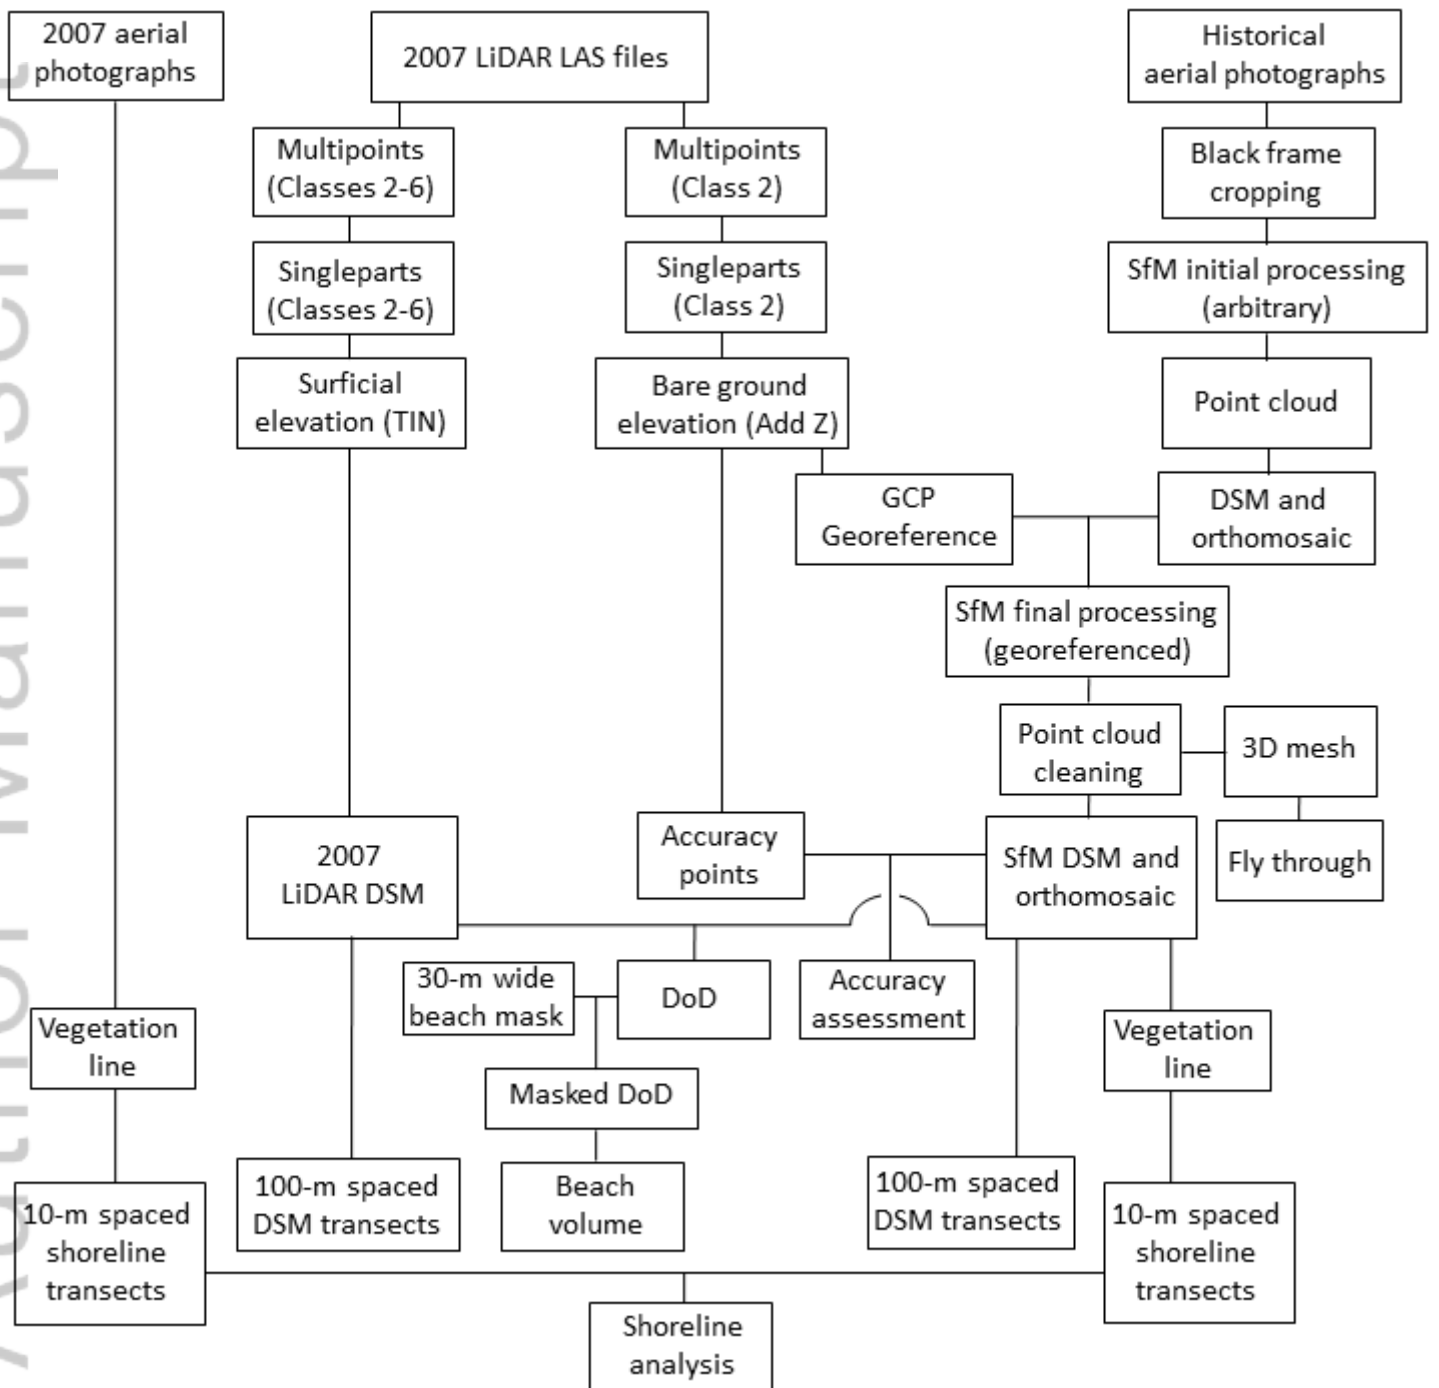 2007 aerial
photographs
2007 LiDAR LAS files
Historical
aerial photographs
Multipoints
(Classes 2-6)
Multipoints
(Class 2)
Black frame
cropping
Singleparts
(Classes 2-6)
Singleparts
(Class 2)
SfM initial processing
(arbitrary)
Surficial
elevation (TIN)
Bare ground
elevation (Add Z)
Point cloud
GCP
Georeference
DSM and
orthomosaic
SfM final processing
(georeferenced)
Point cloud
cleaning
3D mesh
2007
LiDAR DSM
Accuracy
points
SfM DSM and
orthomosaic
Fly through
30-m wide
beach mask
DoD
Accuracy
assessment
Vegetation
line
Vegetation
line
Masked DoD
100-m spaced
DSM transects
Beach
volume
100-m spaced
DSM transects
10-m spaced
shoreline
transects
10-m spaced
shoreline
transects
Shoreline
analysis
Author Manuscript